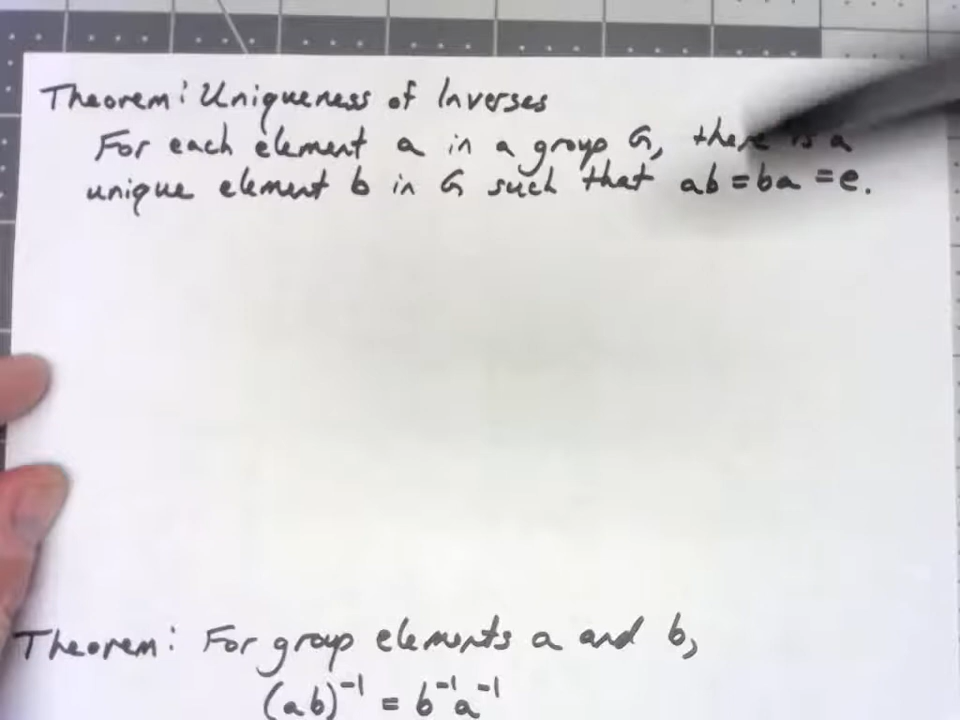 Theorem: Uniqueness of Inverses
For each element a in a group G, there is a
unique element b in G such that ab = ba = e.
Theorem: For group elements a and b,
(ab)⁻¹ = b⁻¹a⁻¹